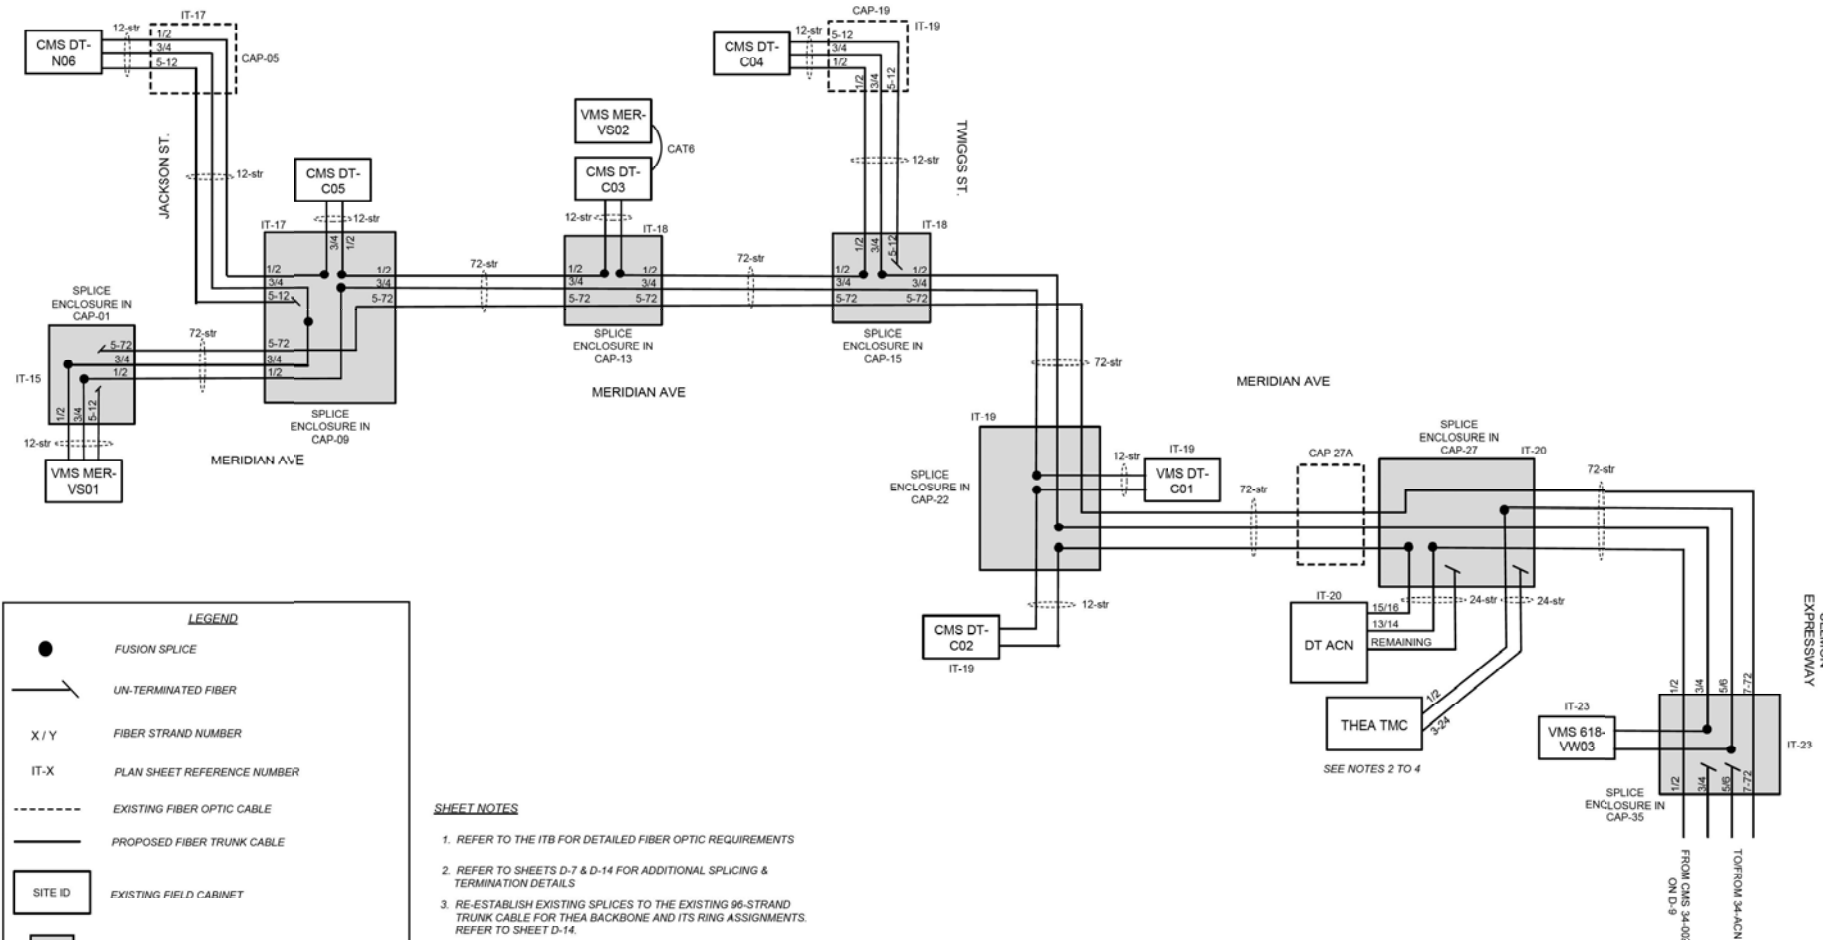 IT-17
12-str
1/2
3/4
5-12
CMS DT-
N06
CAP-05
JACKSON ST.
12-str
CMS DT-
C05
12-str
IT-17
3/4
1/2
1/2
3/4
5-12
1/2
3/4
5-72
5-72
3/4
1/2
SPLICE
ENCLOSURE IN
CAP-09
SPLICE
ENCLOSURE IN
CAP-01
5-72
3/4
1/2
72-str
IT-15
1/2
3/4
5-12
12-str
VMS MER-
VS01
MERIDIAN AVE
72-str
VMS MER-
VS02
CAT6
CMS DT-
C03
12-str
IT-18
1/2
3/4
5-72
1/2
3/4
5-72
SPLICE
ENCLOSURE IN
CAP-13
MERIDIAN AVE
72-str
CAP-19
IT-19
12-str
5-12
3/4
1/2
CMS DT-
C04
1/2
3/4
5-12
12-str
TWIGGS ST.
IT-18
1/2
3/4
5-12
1/2
3/4
5-72
1/2
3/4
5-72
SPLICE
ENCLOSURE IN
CAP-15
72-str
MERIDIAN AVE
IT-19
SPLICE
ENCLOSURE IN
CAP-22
12-str
IT-19
VMS DT-
C01
12-str
CMS DT-
C02
IT-19
72-str
CAP 27A
SPLICE
ENCLOSURE IN
CAP-27
IT-20
72-str
IT-20
DT ACN
15/16
13/14
REMAINING
24-str
24-str
THEA TMC
1/2
3-24
SEE NOTES 2 TO 4
EXPRESSWAY
1/2
3/4
5/6
7-72
IT-23
VMS 618-
VW03
IT-23
1/2
3/4
5/6
7-72
SPLICE
ENCLOSURE IN
CAP-35
FROM CMS 34-00
ON D-9
TO/FROM 34-ACN
LEGEND
FUSION SPLICE
UN-TERMINATED FIBER
X / Y
FIBER STRAND NUMBER
IT-X
PLAN SHEET REFERENCE NUMBER
EXISTING FIBER OPTIC CABLE
PROPOSED FIBER TRUNK CABLE
SITE ID
EXISTING FIELD CABINET
SHEET NOTES
1. REFER TO THE ITB FOR DETAILED FIBER OPTIC REQUIREMENTS
2. REFER TO SHEETS D-7 & D-14 FOR ADDITIONAL SPLICING &
TERMINATION DETAILS
3. RE-ESTABLISH EXISTING SPLICES TO THE EXISTING 96-STRAND
TRUNK CABLE FOR THEA BACKBONE AND ITS RING ASSIGNMENTS.
REFER TO SHEET D-14.